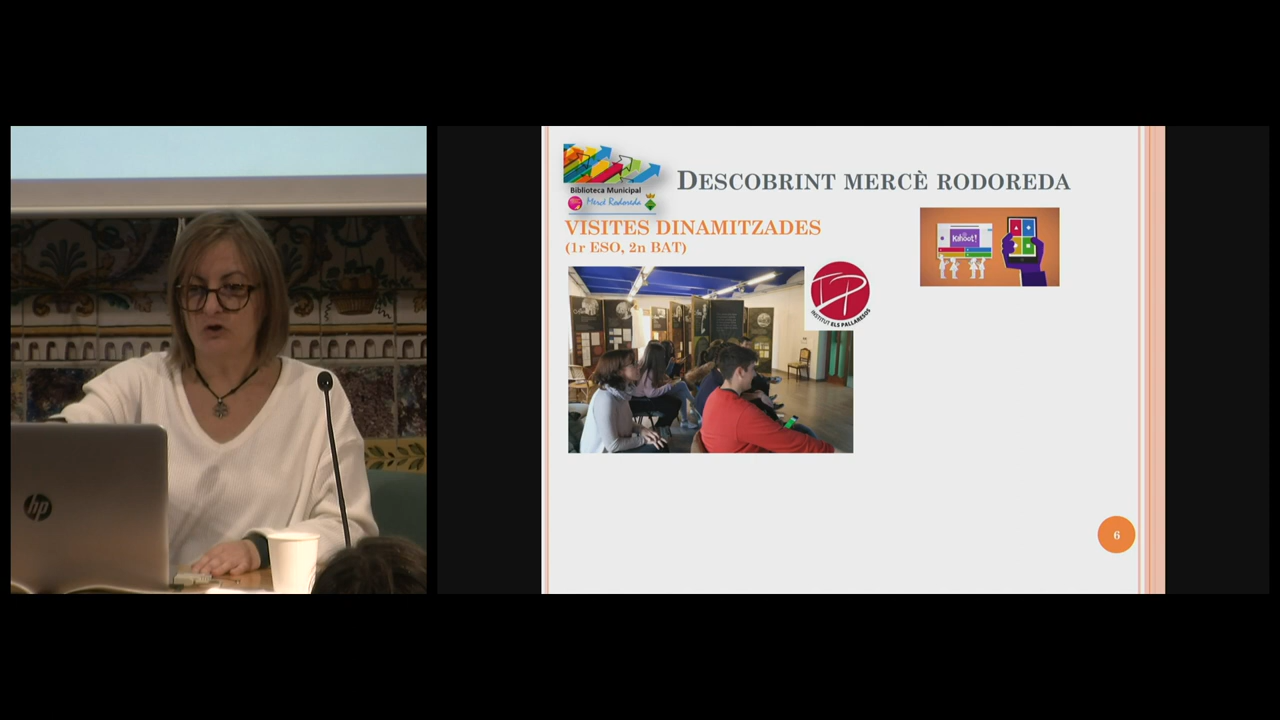 hp
Biblioteca Municipal
Mercè Rodoreda
DESCOBRINT MERCÈ RODOREDA
VISITES DINAMITZADES
(1r ESO, 2n BAT)
Kahoot!
INSTITUT ELS PALLARESOS
6